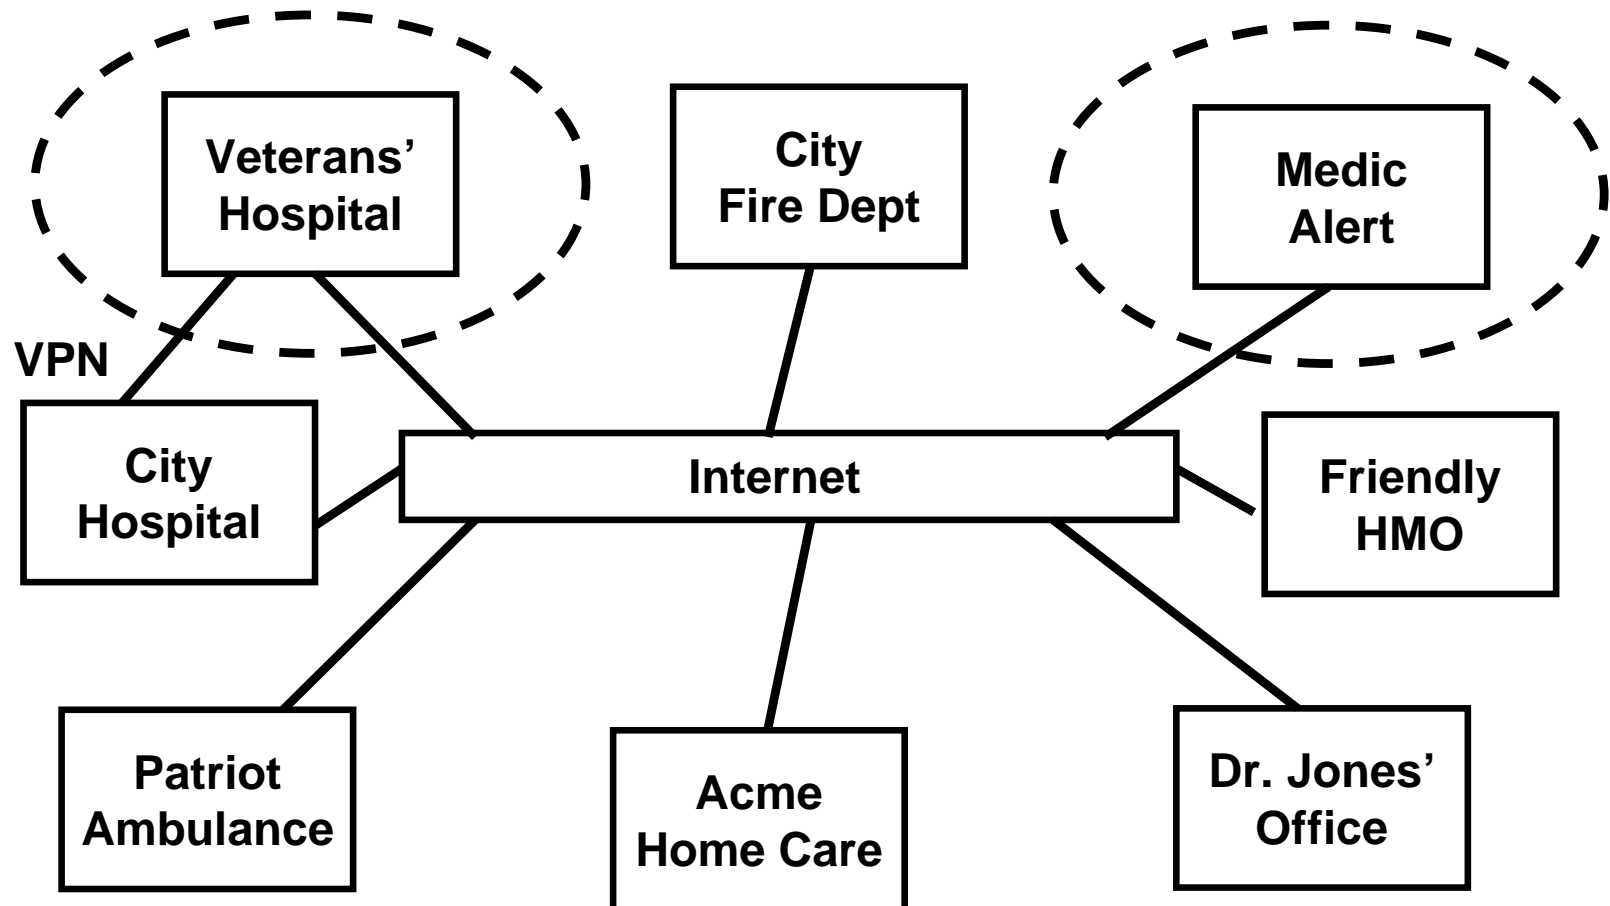 Veterans’
Hospital
City
Fire Dept
Medic
Alert
VPN
City
Hospital
Internet
Friendly
HMO
Patriot
Ambulance
Acme
Home Care
Dr. Jones’
Office